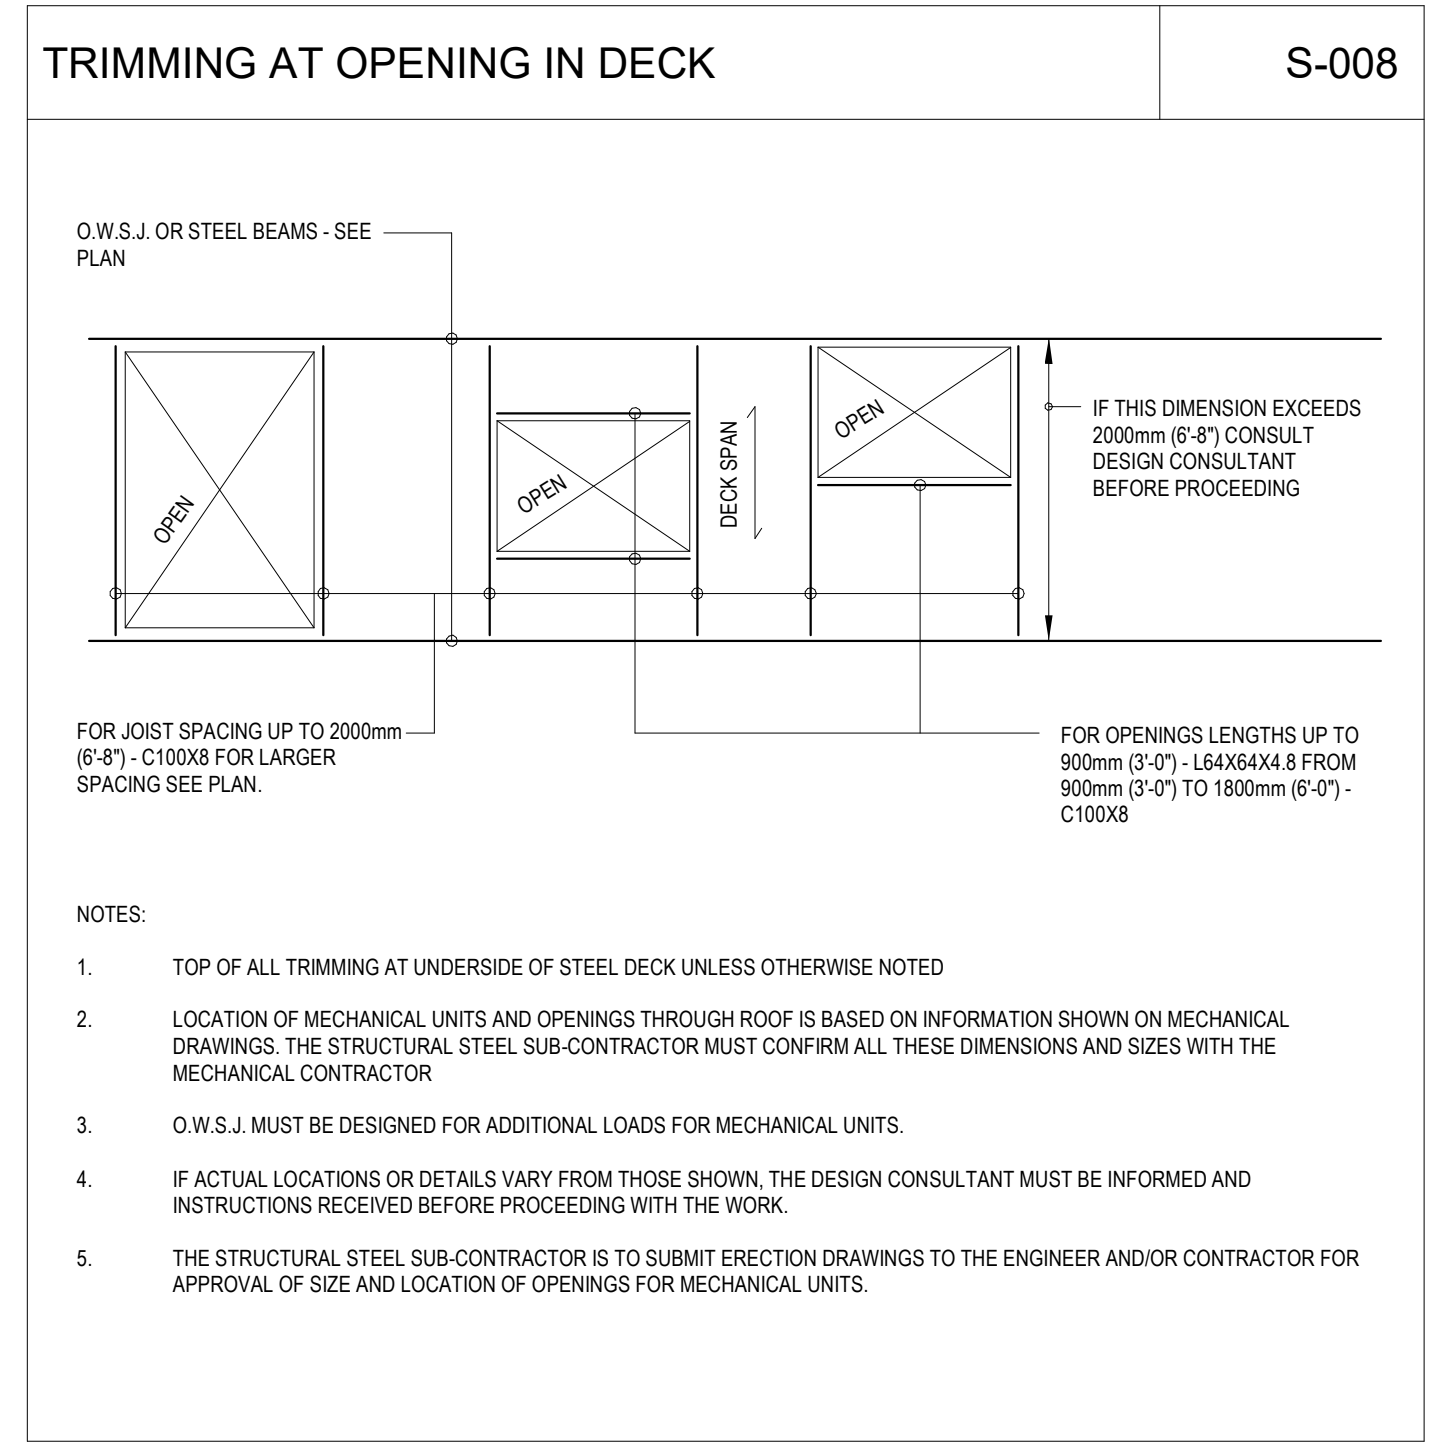 TRIMMING AT OPENING IN DECK
S-008
O.W.S.J. OR STEEL BEAMS - SEE
PLAN
OPEN
OPEN
DECK SPAN
OPEN
IF THIS DIMENSION EXCEEDS
2000mm (6'-8") CONSULT
DESIGN CONSULTANT
BEFORE PROCEEDING
FOR JOIST SPACING UP TO 2000mm
(6'-8") - C100X8 FOR LARGER
SPACING SEE PLAN.
FOR OPENINGS LENGTHS UP TO
900mm (3'-0") - L64X64X4.8 FROM
900mm (3'-0") TO 1800mm (6'-0") -
C100X8
NOTES:
1. TOP OF ALL TRIMMING AT UNDERSIDE OF STEEL DECK UNLESS OTHERWISE NOTED
2. LOCATION OF MECHANICAL UNITS AND OPENINGS THROUGH ROOF IS BASED ON INFORMATION SHOWN ON MECHANICAL
DRAWINGS. THE STRUCTURAL STEEL SUB-CONTRACTOR MUST CONFIRM ALL THESE DIMENSIONS AND SIZES WITH THE
MECHANICAL CONTRACTOR
3. O.W.S.J. MUST BE DESIGNED FOR ADDITIONAL LOADS FOR MECHANICAL UNITS.
4. IF ACTUAL LOCATIONS OR DETAILS VARY FROM THOSE SHOWN, THE DESIGN CONSULTANT MUST BE INFORMED AND
INSTRUCTIONS RECEIVED BEFORE PROCEEDING WITH THE WORK.
5. THE STRUCTURAL STEEL SUB-CONTRACTOR IS TO SUBMIT ERECTION DRAWINGS TO THE ENGINEER AND/OR CONTRACTOR FOR
APPROVAL OF SIZE AND LOCATION OF OPENINGS FOR MECHANICAL UNITS.